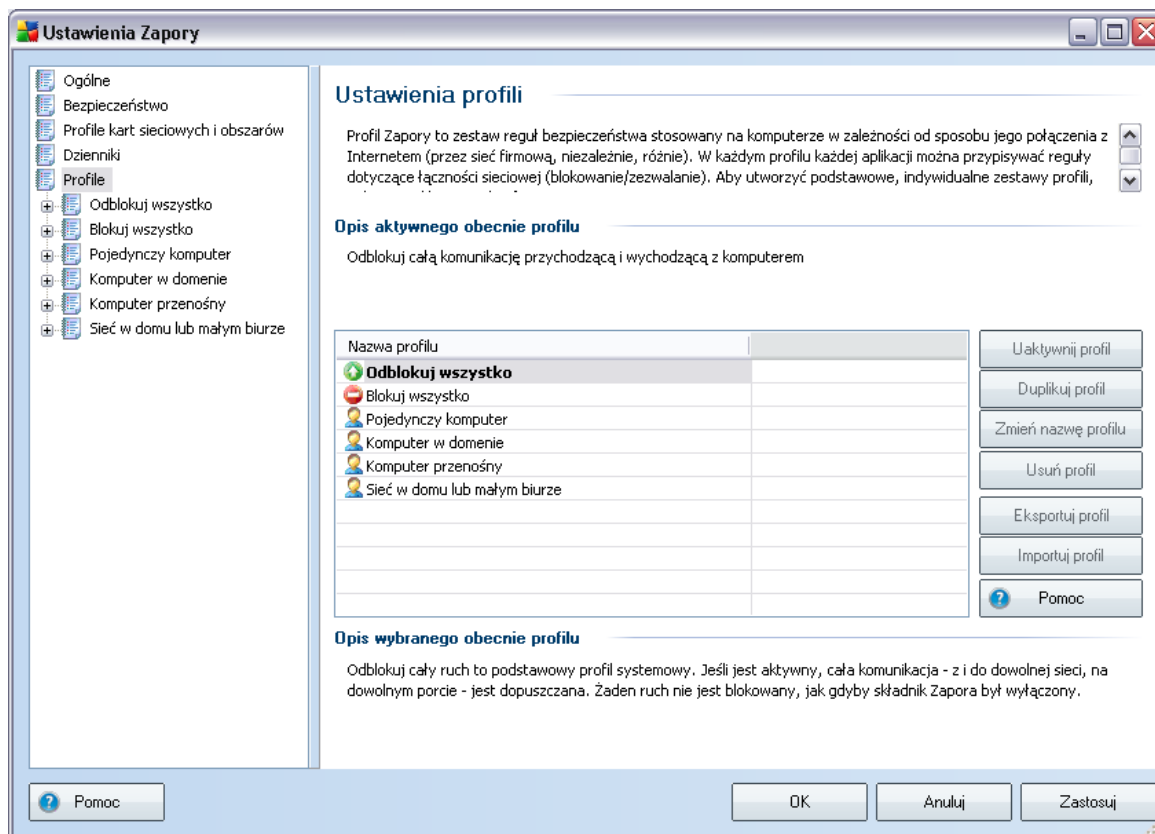 Ustawienia Zapory
Ogólne
Bezpieczeństwo
Profile kart sieciowych i obszarów
Dzienniki
Profile
Odblokuj wszystko
Blokuj wszystko
Pojedynczy komputer
Komputer w domenie
Komputer przenośny
Sieć w domu lub małym biurze
Ustawienia profili
Profil Zapory to zestaw reguł bezpieczeństwa stosowany na komputerze w zależności od sposobu jego połączenia z
Internetem (przez sieć firmową, niezależnie, różnie). W każdym profilu każdej aplikacji można przypisywać reguły
dotyczące łączności sieciowej (blokowanie/zezwalanie). Aby utworzyć podstawowe, indywidualne zestawy profili,
Opis aktywnego obecnie profilu
Odblokuj całą komunikację przychodzącą i wychodzącą z komputerem
Nazwa profilu
Odblokuj wszystko
Blokuj wszystko
Pojedynczy komputer
Komputer w domenie
Komputer przenośny
Sieć w domu lub małym biurze
Uaktywnij profil
Duplikuj profil
Zmień nazwę profilu
Usuń profil
Eksportuj profil
Importuj profil
Pomoc
Opis wybranego obecnie profilu
Odblokuj cały ruch to podstawowy profil systemowy. Jeśli jest aktywny, cała komunikacja - z i do dowolnej sieci, na
dowolnym porcie - jest dopuszczana. Żaden ruch nie jest blokowany, jak gdyby składnik Zapora był wyłączony.
Pomoc
OK
Anuluj
Zastosuj